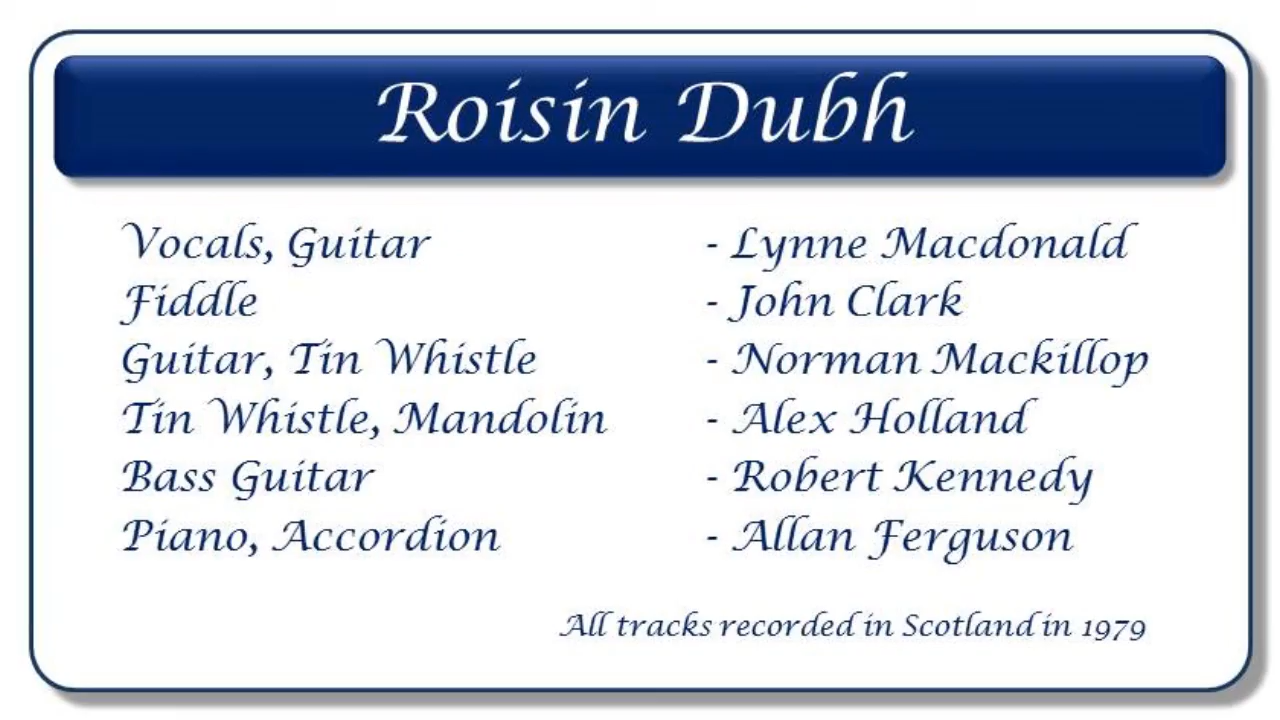 Roisin Dubh
Vocals, Guitar - Lynne Macdonald
Fiddle - John Clark
Guitar, Tin Whistle - Norman Mackillop
Tin Whistle, Mandolin - Alex Holland
Bass Guitar - Robert Kennedy
Piano, Accordion - Allan Ferguson
All tracks recorded in Scotland in 1979